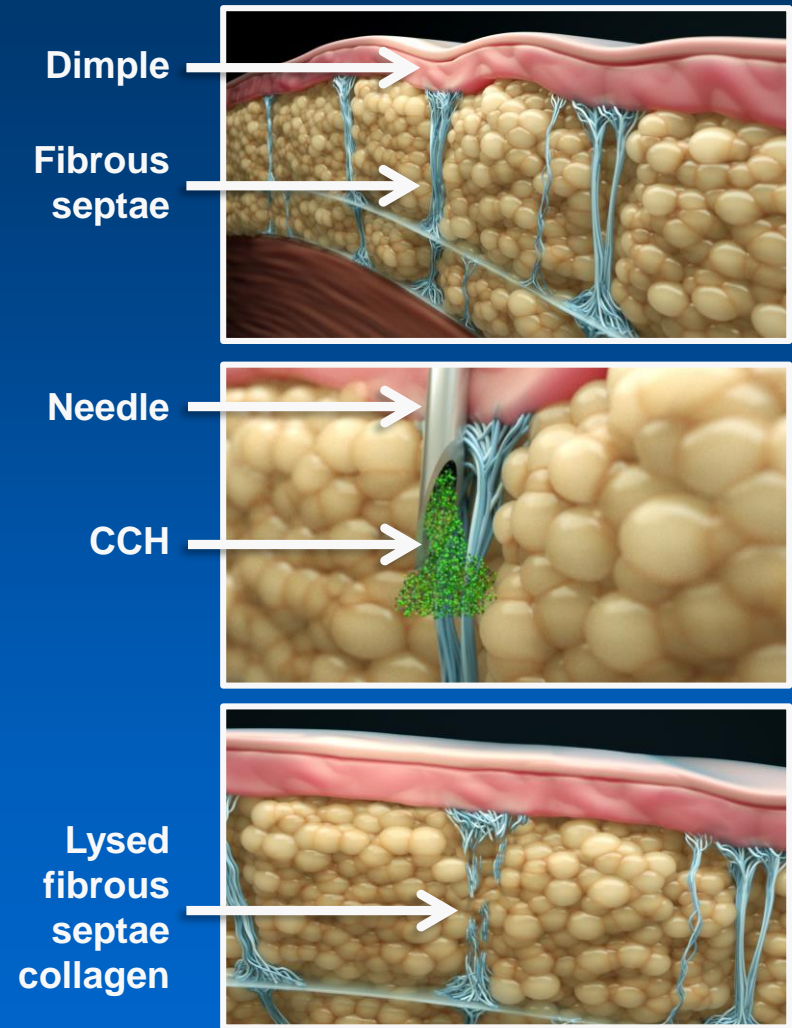 Dimple
Fibrous
septae
Needle
CCH
Lysed
fibrous
septae
collagen